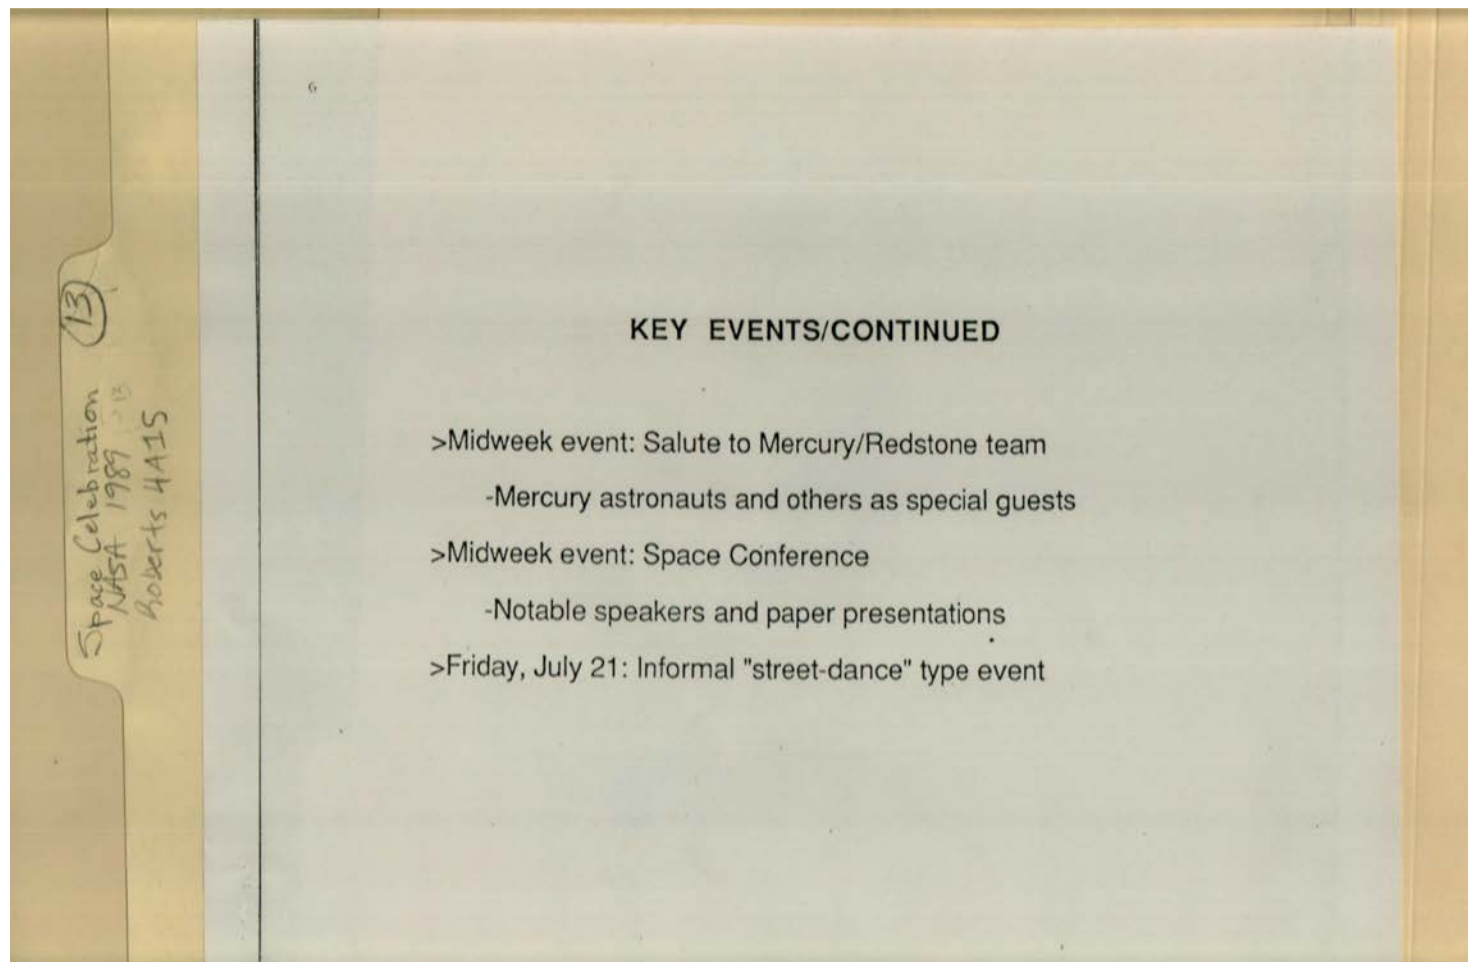 13
Space Celebration
NASA 1989
Roberts 4A15
KEY EVENTS/CONTINUED
>Midweek event: Salute to Mercury/Redstone team
-Mercury astronauts and others as special guests
>Midweek event: Space Conference
-Notable speakers and paper presentations
>Friday, July 21: Informal "street-dance" type event